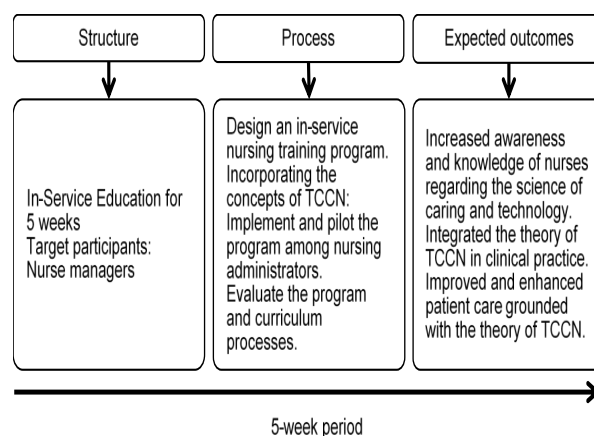 Structure
Process
Expected outcomes
In-Service Education for
5 weeks
Target participants:
Nurse managers
Design an in-service
nursing training program.
Incorporating the
concepts of TCCN:
Implement and pilot the
program among nursing
administrators.
Evaluate the program
and curriculum
processes.
Increased awareness
and knowledge of nurses
regarding the science of
caring and technology.
Integrated the theory of
TCCN in clinical practice.
Improved and enhanced
patient care grounded
with the theory of TCCN.
5-week period